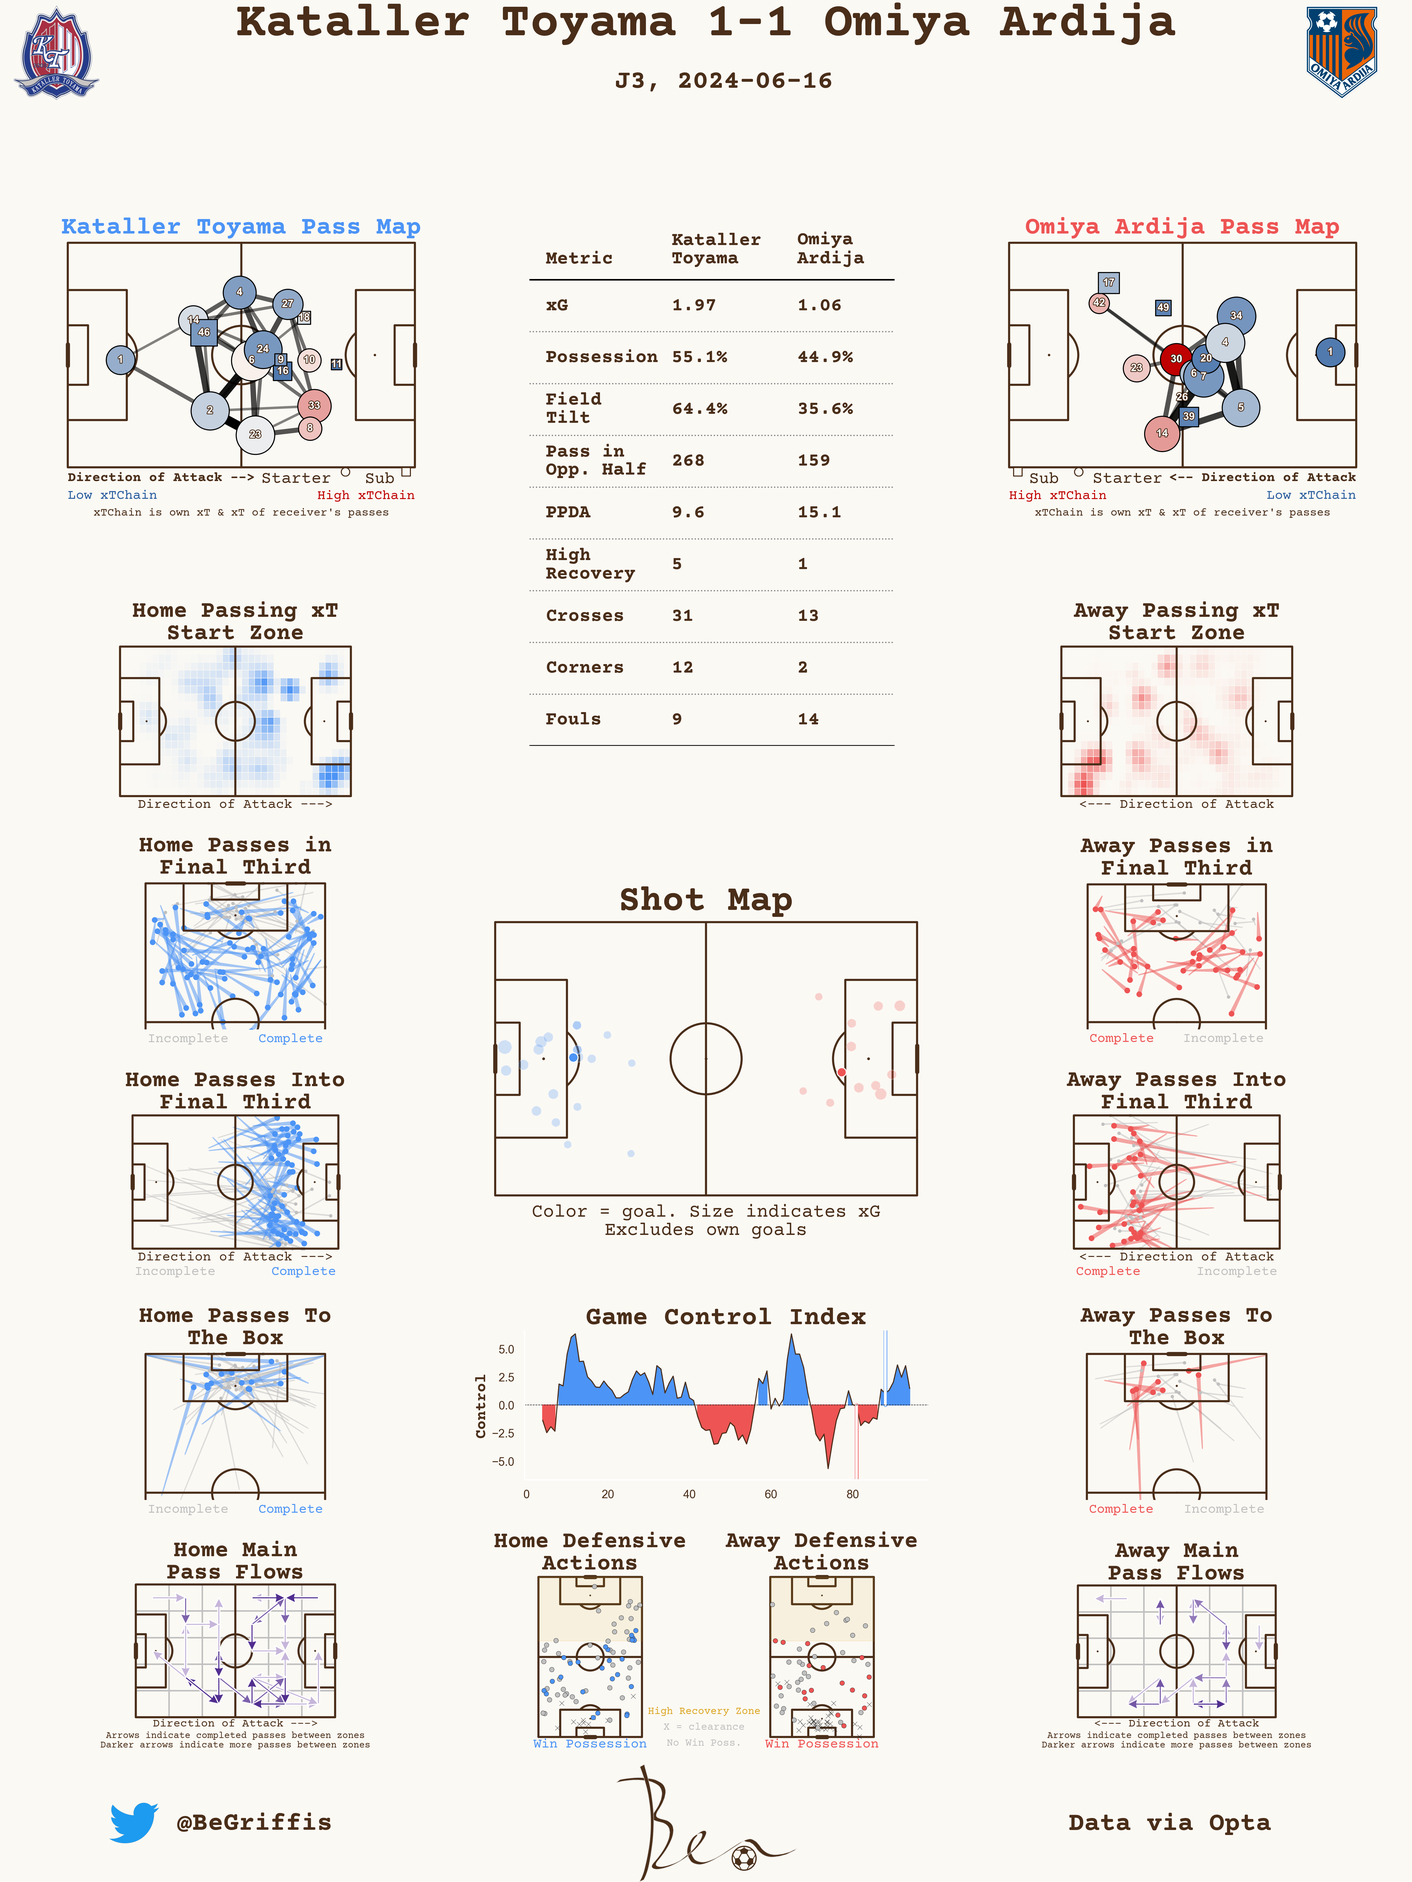 Kataller Toyama 1-1 Omiya Ardija
J3, 2024-06-16
KATALLER TOYAMA
OMIYA ARDIJA
Kataller Toyama Pass Map
4
27
14
18
46
24
1
6
9
10
11
16
2
33
8
23
Direction of Attack --> Starter Sub
Low xTChain High xTChain
xTChain is own xT & xT of receiver's passes
Metric Kataller Toyama Omiya Ardija
xG 1.97 1.06
Possession 55.1% 44.9%
Field Tilt 64.4% 35.6%
Pass in Opp. Half 268 159
PPDA 9.6 15.1
High Recovery 5 1
Crosses 31 13
Corners 12 2
Fouls 9 14
Omiya Ardija Pass Map
17
42
49
34
4
1
30
20
23
6
7
26
5
39
14
Sub Starter <-- Direction of Attack
High xTChain Low xTChain
xTChain is own xT & xT of receiver's passes
Home Passing xT
Start Zone
Direction of Attack --->
Away Passing xT
Start Zone
<--- Direction of Attack
Home Passes in
Final Third
Incomplete Complete
Away Passes in
Final Third
Complete Incomplete
Shot Map
Color = goal. Size indicates xG
Excludes own goals
Home Passes Into
Final Third
Direction of Attack --->
Incomplete Complete
Away Passes Into
Final Third
<--- Direction of Attack
Complete Incomplete
Game Control Index
Control
5.0
2.5
0.0
−2.5
−5.0
0 20 40 60 80
Home Passes To
The Box
Incomplete Complete
Away Passes To
The Box
Complete Incomplete
Home Main
Pass Flows
Direction of Attack --->
Arrows indicate completed passes between zones
Darker arrows indicate more passes between zones
Home Defensive
Actions
Win Possession
Away Defensive
Actions
Win Possession
High Recovery Zone
X = clearance
No Win Poss.
Away Main
Pass Flows
<--- Direction of Attack
Arrows indicate completed passes between zones
Darker arrows indicate more passes between zones
@BeGriffis
Ben
Data via Opta